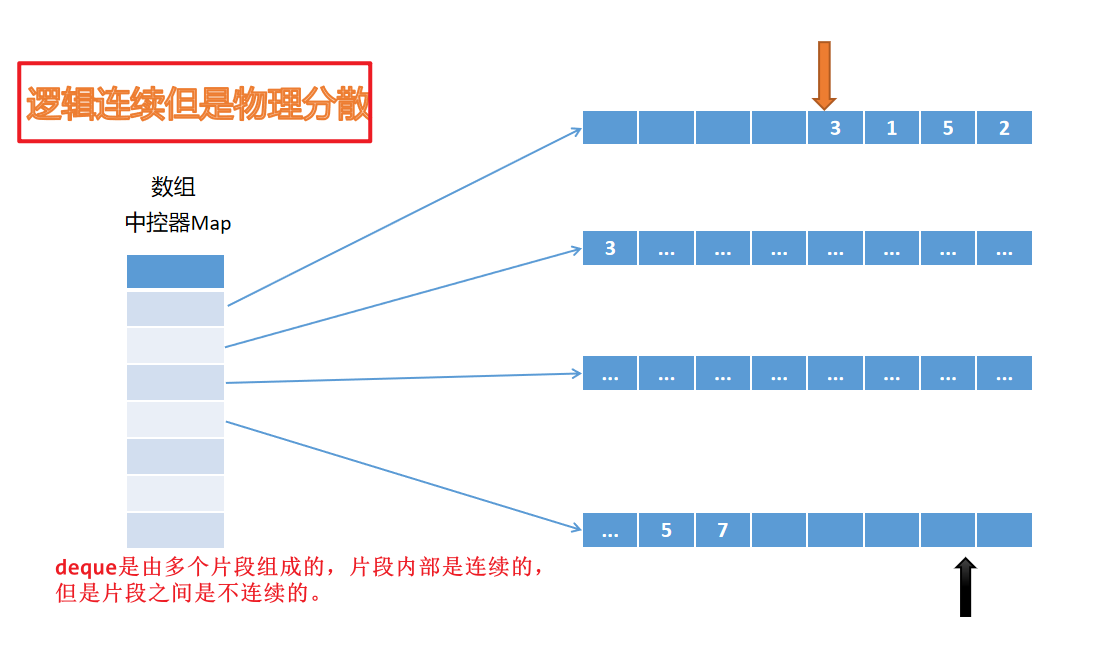 逻辑连续但是物理分散
数组
中控器Map
3 1 5 2
3 ... ... ... ... ... ... ...
... ... ... ... ... ... ... ...
... 5 7
deque是由多个片段组成的，片段内部是连续的，
但是片段之间是不连续的。